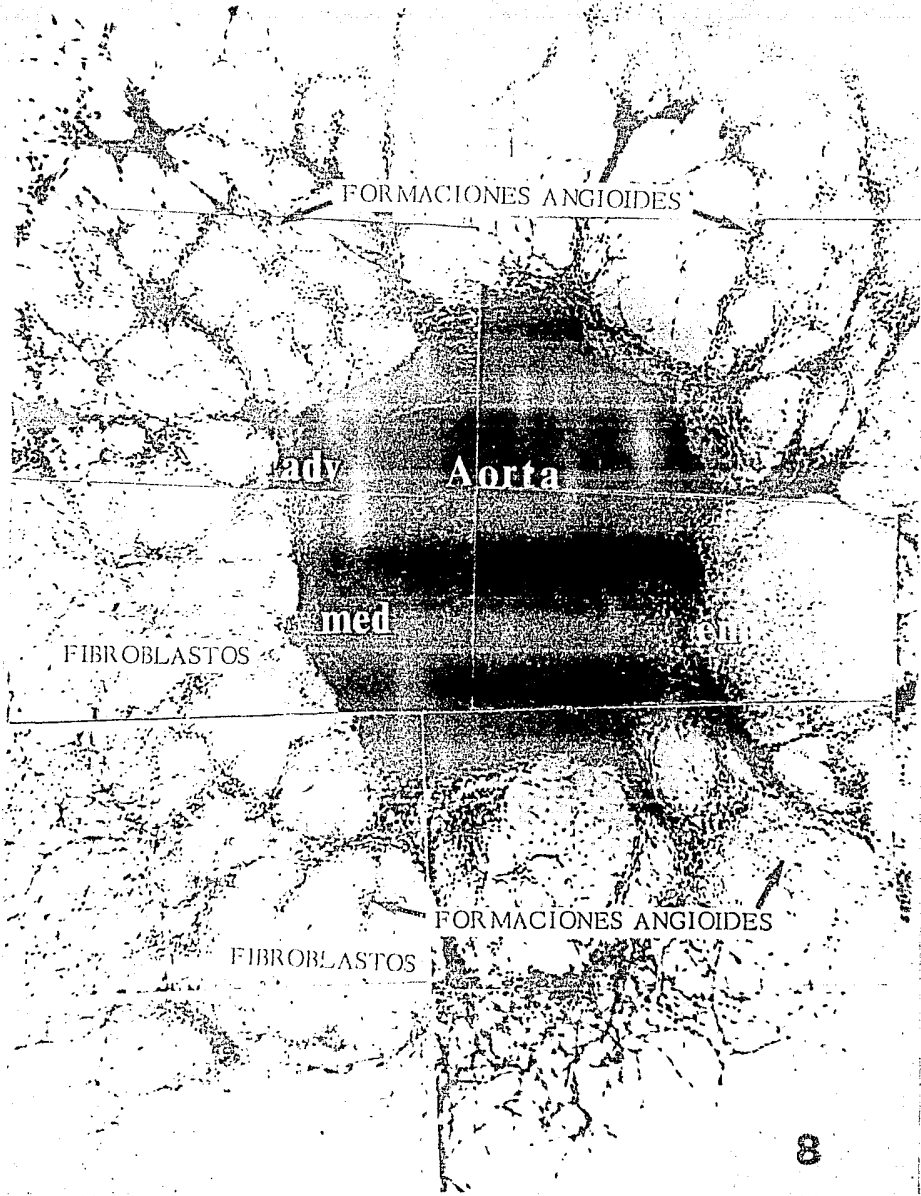 FORMACIONES ANGIOIDES
ady Aorta
med
FIBROBLASTOS
FORMACIONES ANGIOIDES
FIBROBLASTOS
8